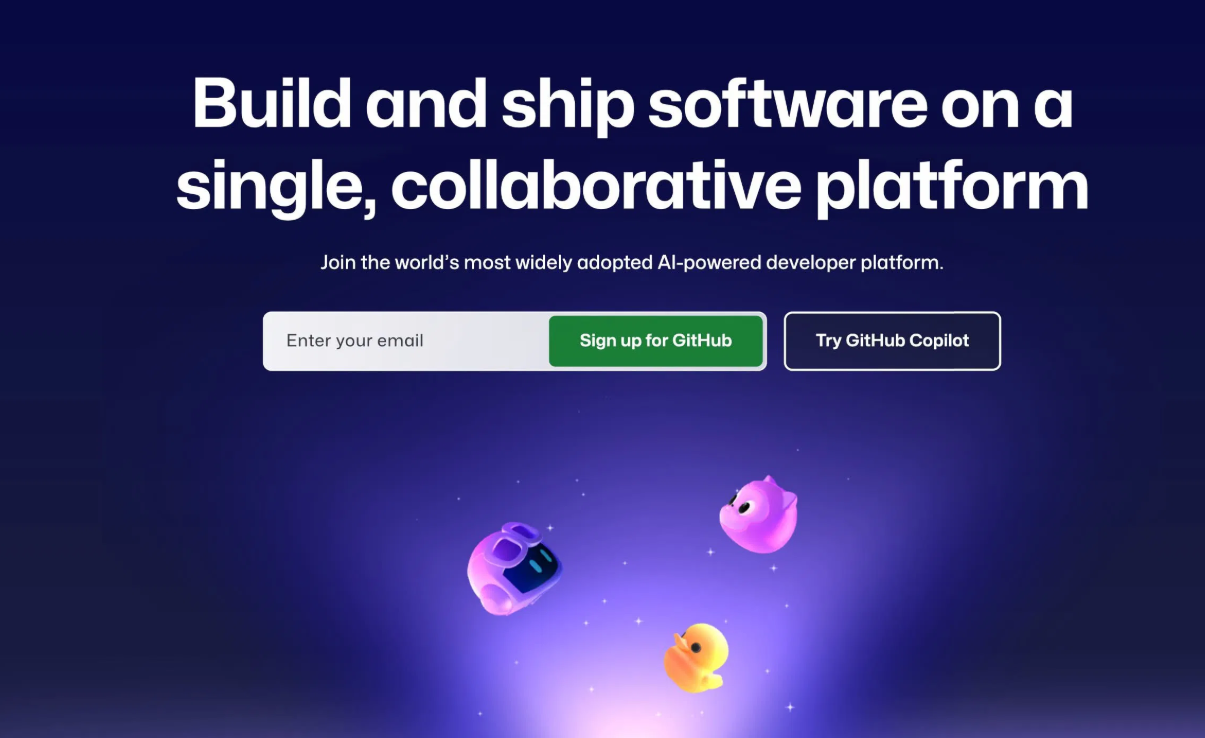 Build and ship software on a
single, collaborative platform
Join the world’s most widely adopted AI-powered developer platform.
Enter your email
Sign up for GitHub
Try GitHub Copilot